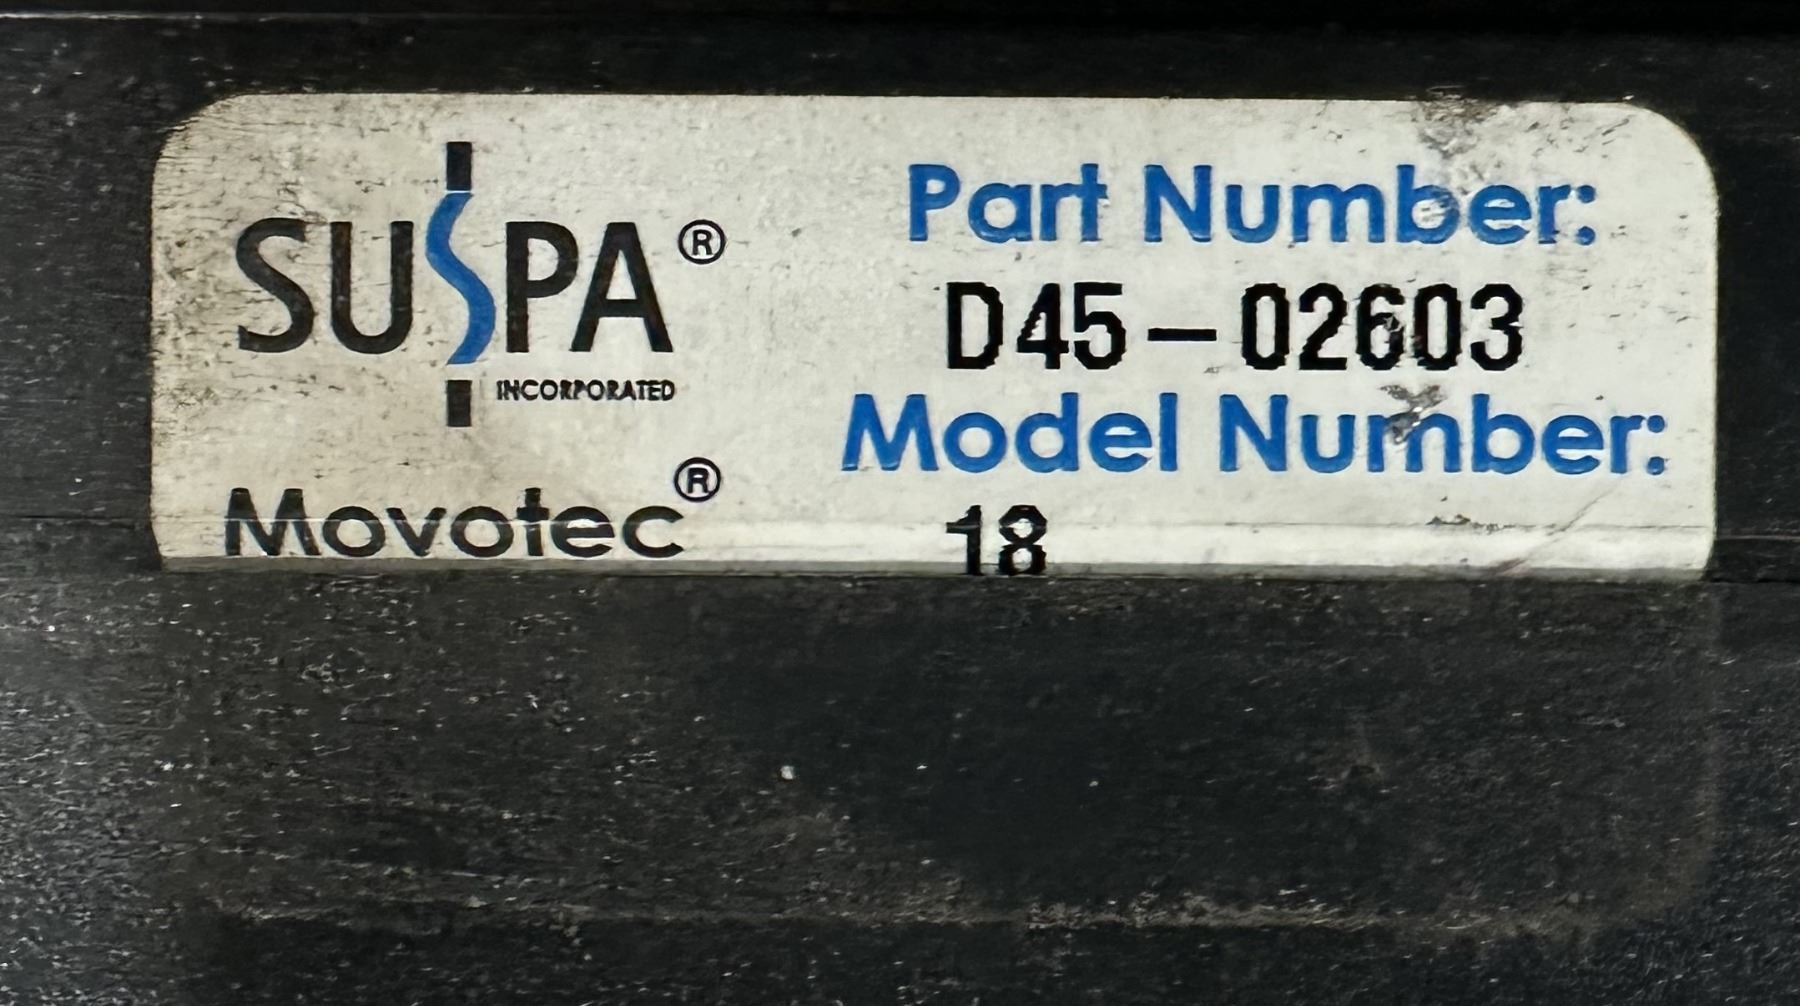 SUSPA®
INCORPORATED
Movotec®
Part Number:
D45-02603
Model Number:
18